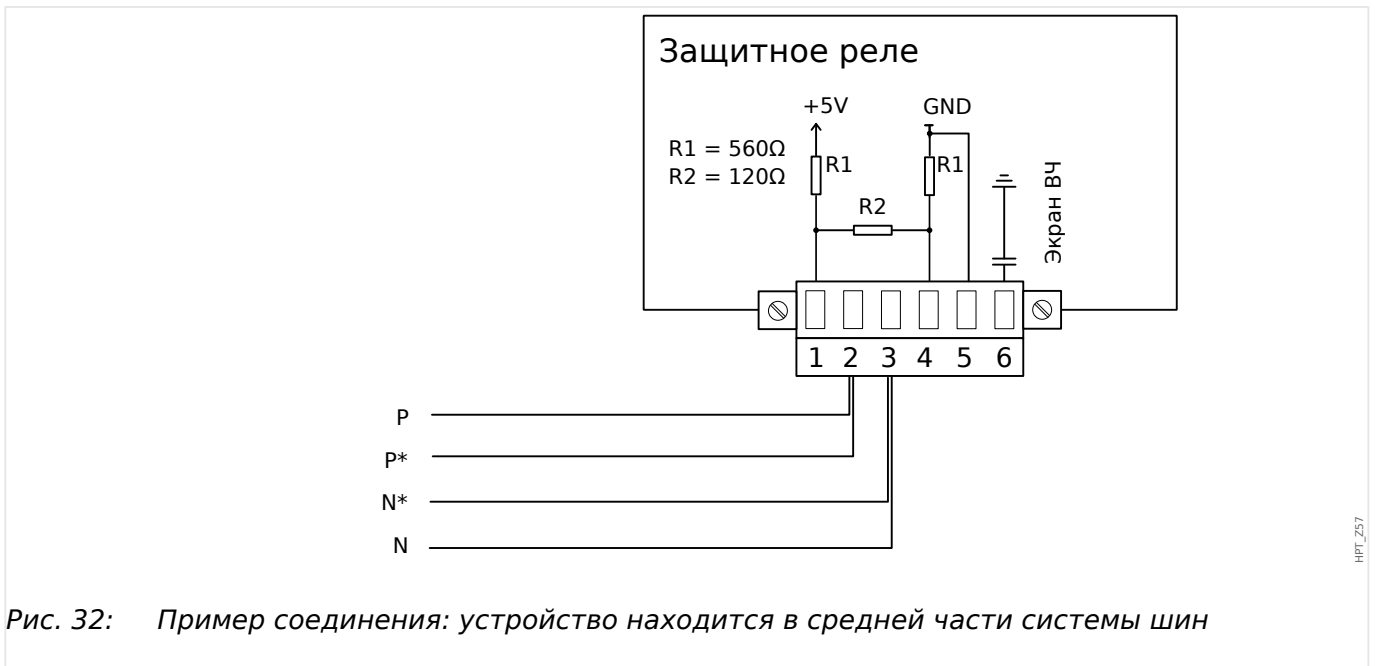 Защитное реле
+5V
GND
R1 = 560Ω
R2 = 120Ω
R1
R1
R2
Экран ВЧ
1 2 3 4 5 6
P
P*
N*
N
HPT_Z57
Рис. 32: Пример соединения: устройство находится в средней части системы шин